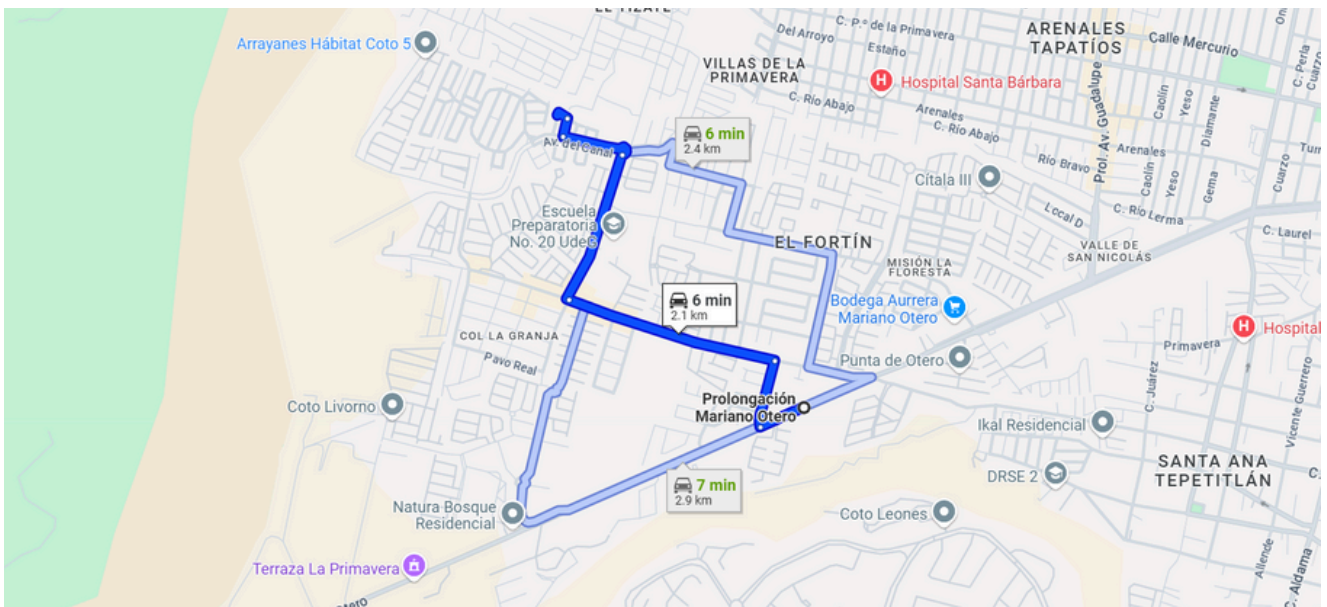 ARENALES
TAPATÍOS
Calle Mercurio
C. P.º de la Primavera
Del Arroyo
Estaño
Arrayanes Hábitat Coto 5
VILLAS DE LA
PRIMAVERA
Hospital Santa Bárbara
C. Río Abajo
Arenales
C. Río Abajo
Prol. Av. Guadalupe
Caolín
Yeso
Diamante
C. Perla
Cuarzo
6 min
2.4 km
Av. del Canal
Río Bravo
Arenales
Caolín
Yeso
Gema
Cuarzo
Cítala III
Local D
C. Río Lerma
Escuela
Preparatoria
No. 20 UdeG
EL FORTÍN
VALLE DE
SAN NICOLÁS
C. Laurel
MISIÓN LA
FLORESTA
6 min
2.1 km
Bodega Aurrera
Mariano Otero
Hospital
COL LA GRANJA
Pavo Real
Punta de Otero
Primavera
C. Juárez
Vicente Guerrero
Coto Livorno
Prolongación
Mariano Otero
Ikal Residencial
SANTA ANA
TEPETITLÁN
DRSE 2
7 min
2.9 km
Natura Bosque
Residencial
Coto Leones
Terraza La Primavera
Allende
C. Aldama
Otero